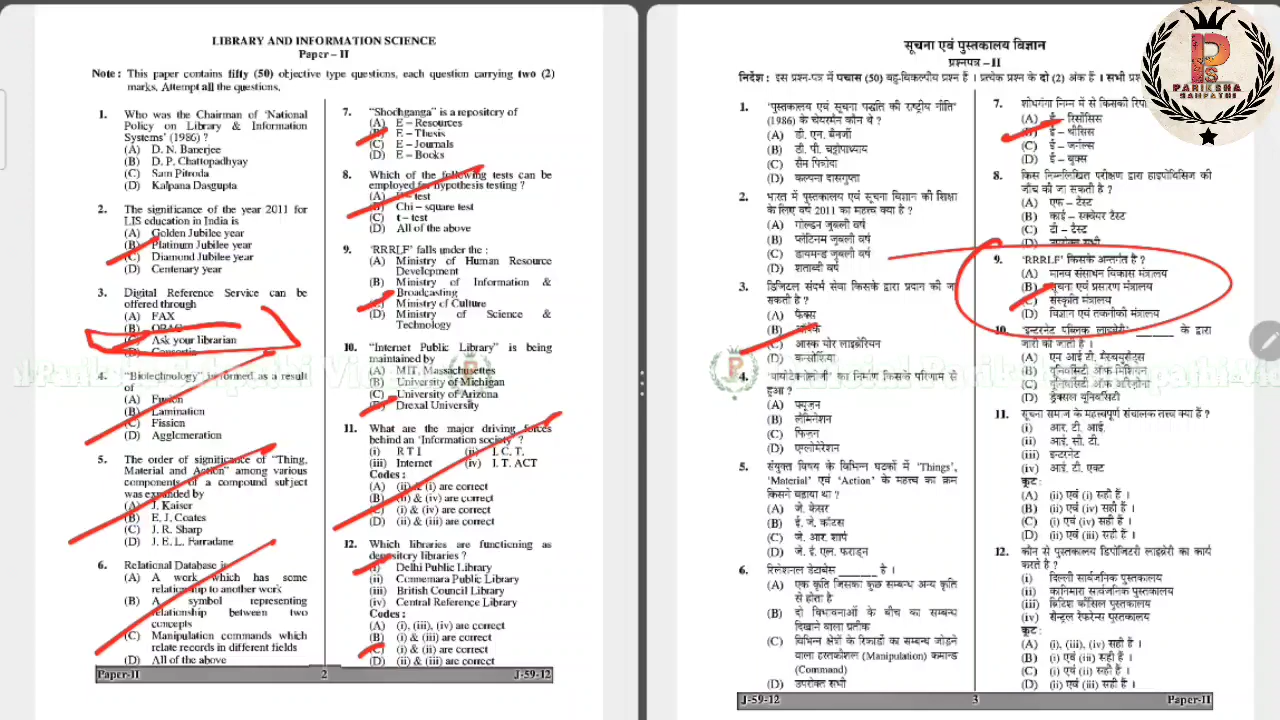 LIBRARY AND INFORMATION SCIENCE
Paper – II
Note : This paper contains fifty (50) objective type questions, each question carrying two (2)
marks. Attempt all the questions.
1. Who was the Chairman of 'National
Policy on Library & Information
Systems' (1986) ?
(A) D. N. Banerjee
(B) D. P. Chattopadhyay
(C) Sam Pitroda
(D) Kalpana Dasgupta
2. The significance of the year 2011 for
LIS education in India is
(A) Golden Jubilee year
(B) Platinum Jubilee year
(C) Diamond Jubilee year
(D) Centenary year
3. Digital Reference Service can be
offered through
(A) FAX
(B) OPAC
(C) Ask your librarian
(D) Consortia
4. "Biotechnology" is formed as a result
of
(A) Fusion
(B) Lamination
(C) Fission
(D) Agglomeration
5. The order of significance of "Thing,
Material and Action" among various
components of a compound subject
was expanded by
(A) J. Kaiser
(B) E. J. Coates
(C) J. R. Sharp
(D) J. E. L. Farradane
6. Relational Database is
(A) A work which has some
relationship to another work
(B) A symbol representing
relationship between two
concepts
(C) Manipulation commands which
relate records in different fields
(D) All of the above
7. "Shodhganga" is a repository of
(A) E – Resources
(B) E – Thesis
(C) E – Journals
(D) E – Books
8. Which of the following tests can be
employed for hypothesis testing ?
(A) F – test
(B) Chi – square test
(C) t – test
(D) All of the above
9. 'RRRLF' falls under the :
(A) Ministry of Human Resource
Development
(B) Ministry of Information &
Broadcasting
(C) Ministry of Culture
(D) Ministry of Science &
Technology
10. "Internet Public Library" is being
maintained by
(A) MIT, Massachusettes
(B) University of Michigan
(C) University of Arizona
(D) Drexal University
11. What are the major driving forces
behind an 'Information society' ?
(i) R T I (ii) I. C. T.
(iii) Internet (iv) I. T. ACT
Codes :
(A) (ii) & (i) are correct
(B) (ii) & (iv) are correct
(C) (i) & (iv) are correct
(D) (ii) & (iii) are correct
12. Which libraries are functioning as
depository libraries ?
(i) Delhi Public Library
(ii) Connemara Public Library
(iii) British Council Library
(iv) Central Reference Library
Codes :
(A) (i), (iii), (iv) are correct
(B) (i) & (iii) are correct
(C) (i) & (ii) are correct
(D) (ii) & (iii) are correct
Paper-II 2 J-59-12
सूचना एवं पुस्तकालय विज्ञान
प्रश्नपत्र – II
निर्देश : इस प्रश्न-पत्र में पचास (50) बहु-विकल्पीय प्रश्न हैं । प्रत्येक प्रश्न के दो (2) अंक हैं । सभी
1. 'पुस्तकालय एवं सूचना पद्धति की राष्ट्रीय नीति'
(1986) के चेयरमैन कौन थे ?
(A) डी. एन. बैनर्जी
(B) डी. पी. चट्टोपाध्याय
(C) सैम पित्रोदा
(D) कल्पना दासगुप्ता
2. भारत में पुस्तकालय एवं सूचना विज्ञान की शिक्षा
के लिए वर्ष 2011 का महत्त्व क्या है ?
(A) गोल्डन जुबली वर्ष
(B) प्लेटिनम जुबली वर्ष
(C) डायमण्ड जुबली वर्ष
(D) शताब्दी वर्ष
3. डिजिटल संदर्भ सेवा किसके द्वारा प्रदान की जा
सकती है ?
(A) फैक्स
(B) ओपेक
(C) आस्क योर लाइब्रेरियन
(D) कन्सोर्शिया
4. 'बायोटेक्नोलॉजी' का निर्माण किसके परिणाम से
हुआ ?
(A) फ्यूज़न
(B) लेमिनेशन
(C) फिज़न
(D) एग्लोमेरेशन
5. संयुक्त विषय के विभिन्न घटकों में 'Things',
'Material' एवं 'Action' के महत्त्व का क्रम
किसने बढ़ाया था ?
(A) जे. कैसर
(B) ई. जे. कॉटस
(C) जे. आर. शार्प
(D) जे. ई. एल. फराड्न
6. रिलेशनल डेटाबेस ______ है ।
(A) एक कृति जिसका कुछ सम्बन्ध अन्य कृति
से होता है
(B) दो विभावनाओं के बीच का सम्बन्ध
दिखाने वाला प्रतीक
(C) विभिन्न क्षेत्रों के रिकार्डों का सम्बन्ध जोड़ने
वाला हस्तकौशल (Manipulation) कमाण्ड
(Command)
(D) उपरोक्त सभी
7. शोधगंगा निम्न में से किसकी
(A) ई – रिसोर्सिस
(B) ई – थीसिस
(C) ई – जर्नल्स
(D) ई – बुक्स
8. किस निम्नलिखित परीक्षण द्वारा हाइपोथिसिज की
जाँच की जा सकती है ?
(A) एफ – टैस्ट
(B) काई – स्क्वेयर टैस्ट
(C) टी – टैस्ट
(D) उपरोक्त सभी
9. 'RRRLF' किसके अन्तर्गत है ?
(A) मानव संसाधन विकास मंत्रालय
(B) सूचना एवं प्रसारण मंत्रालय
(C) संस्कृति मंत्रालय
(D) विज्ञान एवं तकनीकी मंत्रालय
10. 'इन्टरनेट पब्लिक लाइब्रेरी' ______ के द्वारा
जारी की जाती है ।
(A) एम आई टी, मैरचयुसैट्स
(B) यूनिवर्सिटी ऑफ मिशिगन
(C) यूनिवर्सिटी ऑफ अरिज़ोना
(D) ड्रैक्सल यूनिवर्सिटी
11. सूचना समाज के महत्त्वपूर्ण संचालक तत्त्व क्या हैं ?
(i) आर. टी. आई.
(ii) आई. सी. टी.
(iii) इन्टरनेट
(iv) आई. टी. एक्ट
कूट :
(A) (ii) एवं (i) सही हैं ।
(B) (ii) एवं (iv) सही हैं ।
(C) (i) एवं (iv) सही हैं ।
(D) (ii) एवं (iii) सही हैं ।
12. कौन से पुस्तकालय डिपोजिटरी लाइब्रेरी का कार्य
करते है ?
(i) दिल्ली सार्वजनिक पुस्तकालय
(ii) कानिमारा सार्वजनिक पुस्तकालय
(iii) ब्रिटिश कौंसिल पुस्तकालय
(iv) सैन्ट्रल रैफरेन्स पुस्तकालय
कूट :
(A) (i), (iii), (iv) सही हैं ।
(B) (i) एवं (iii) सही हैं ।
(C) (i) एवं (ii) सही हैं ।
(D) (ii) एवं (iii) सही हैं ।
J-59-12 3 Paper-II
PARIKSHA
SAMPATHI